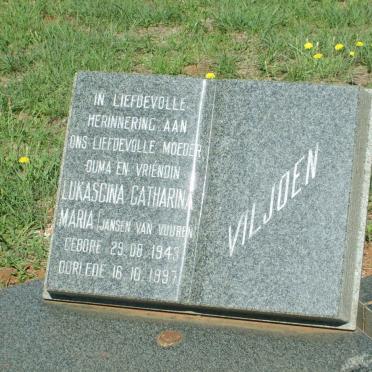 IN LIEFDEVOLLE
HERINNERING AAN
ONS LIEFDEVOLLE MOEDER
OUMA EN VRIENDIN
LUKASCINA CATHARINA
MARIA (JANSEN VAN VUUREN)
GEBORE 29.08.1943
OORLEDE 16.10.1997
VILJOEN